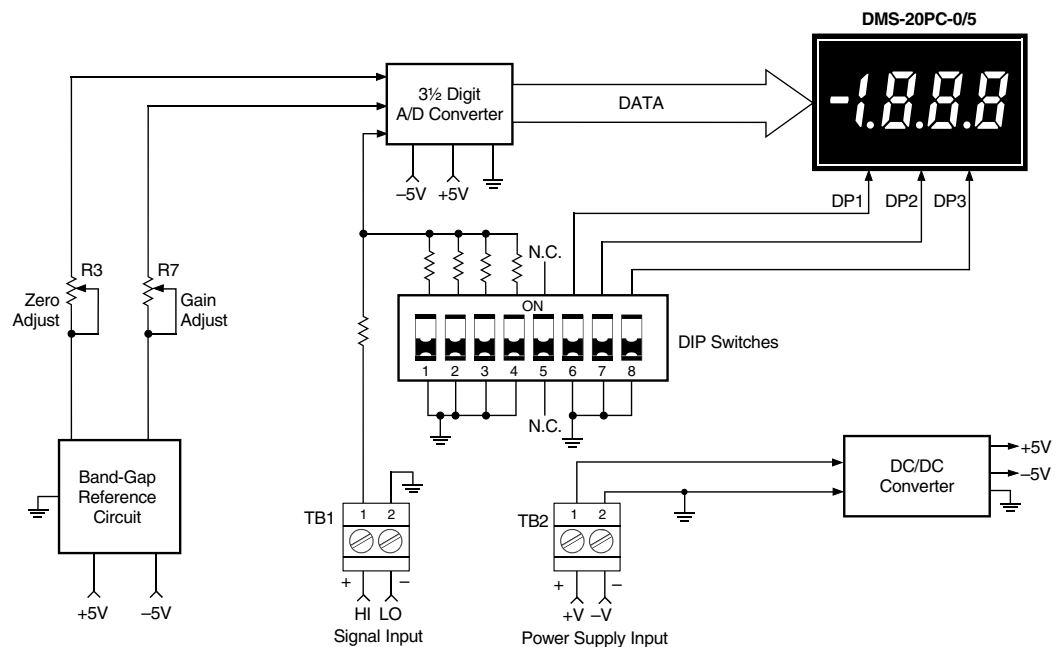 DMS-20PC-0/5
3½ Digit
A/D Converter
DATA
-1.8.8.8
–5V
+5V
DP1
DP2
DP3
R3
R7
Zero
Adjust
Gain
Adjust
N.C.
ON
DIP Switches
1
2
3
4
5
6
7
8
N.C.
Band-Gap
Reference
Circuit
+5V
–5V
TB1
1
2
+
–
HI
LO
Signal Input
TB2
1
2
+
–
+V
–V
Power Supply Input
DC/DC
Converter
+5V
–5V